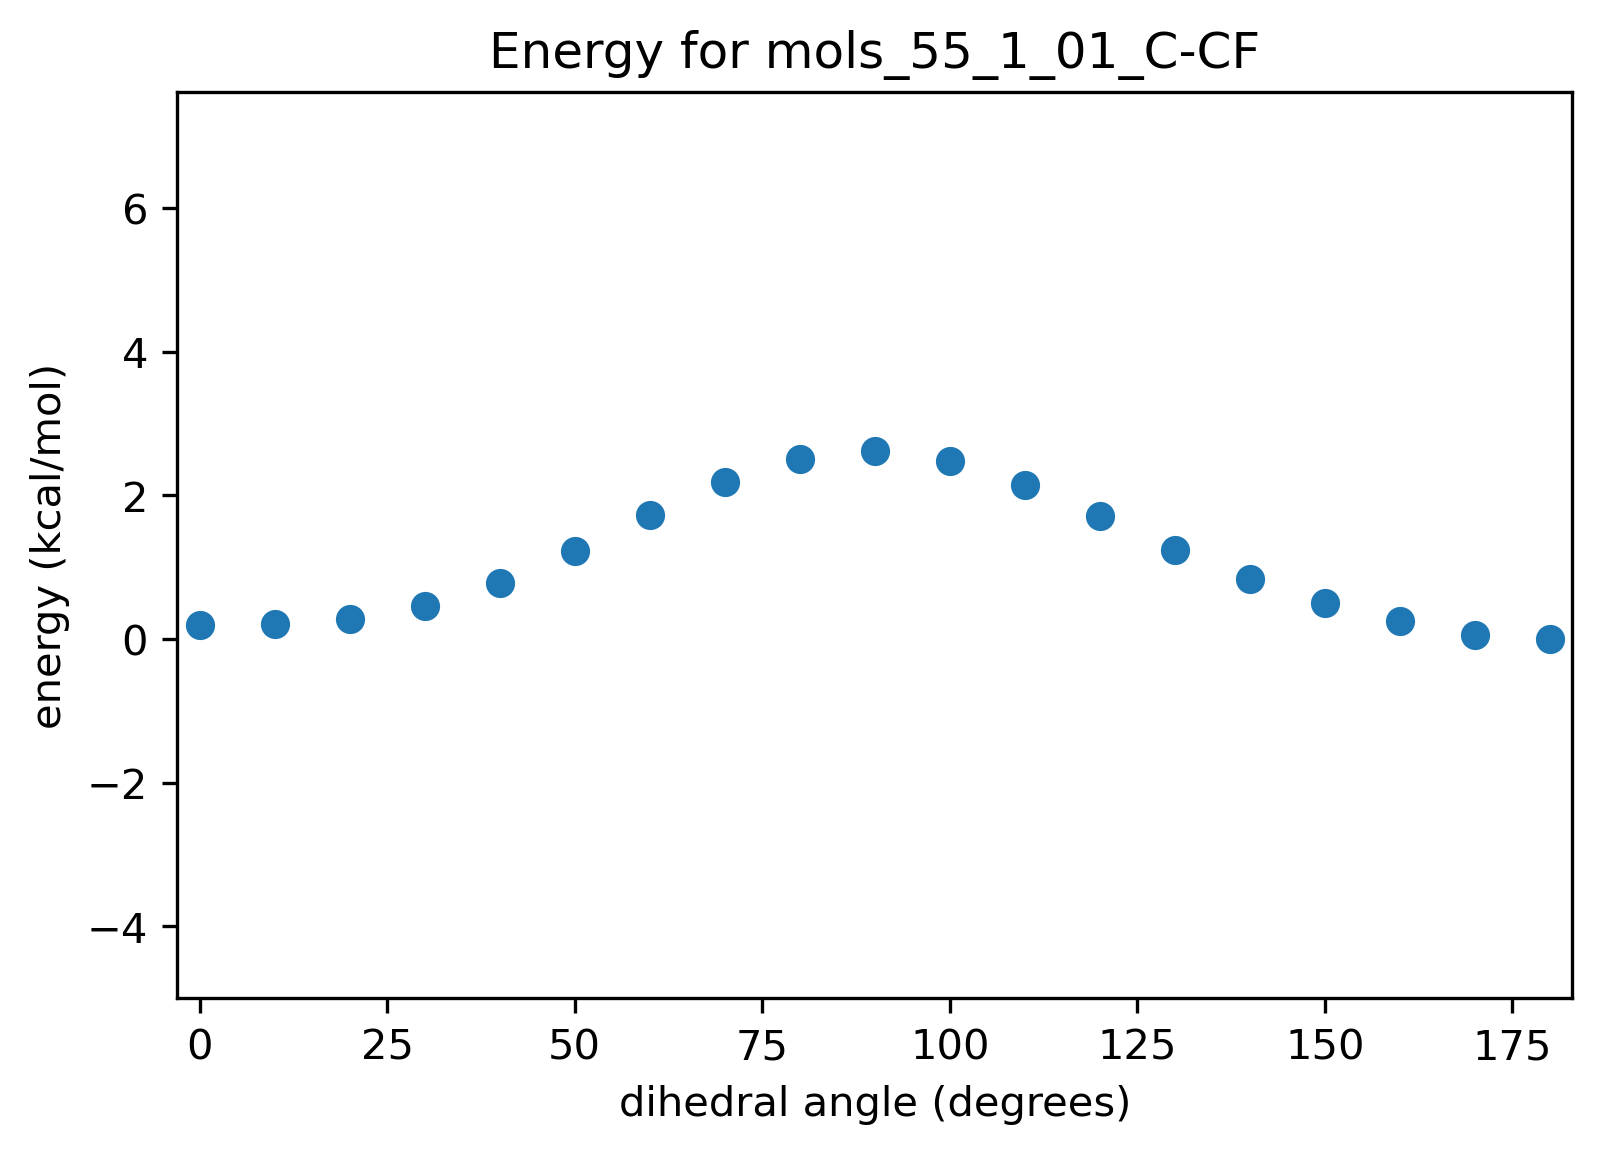 Energy for mols_55_1_01_C-CF
6
4
2
0
−2
−4
energy (kcal/mol)
0 25 50 75 100 125 150 175
dihedral angle (degrees)